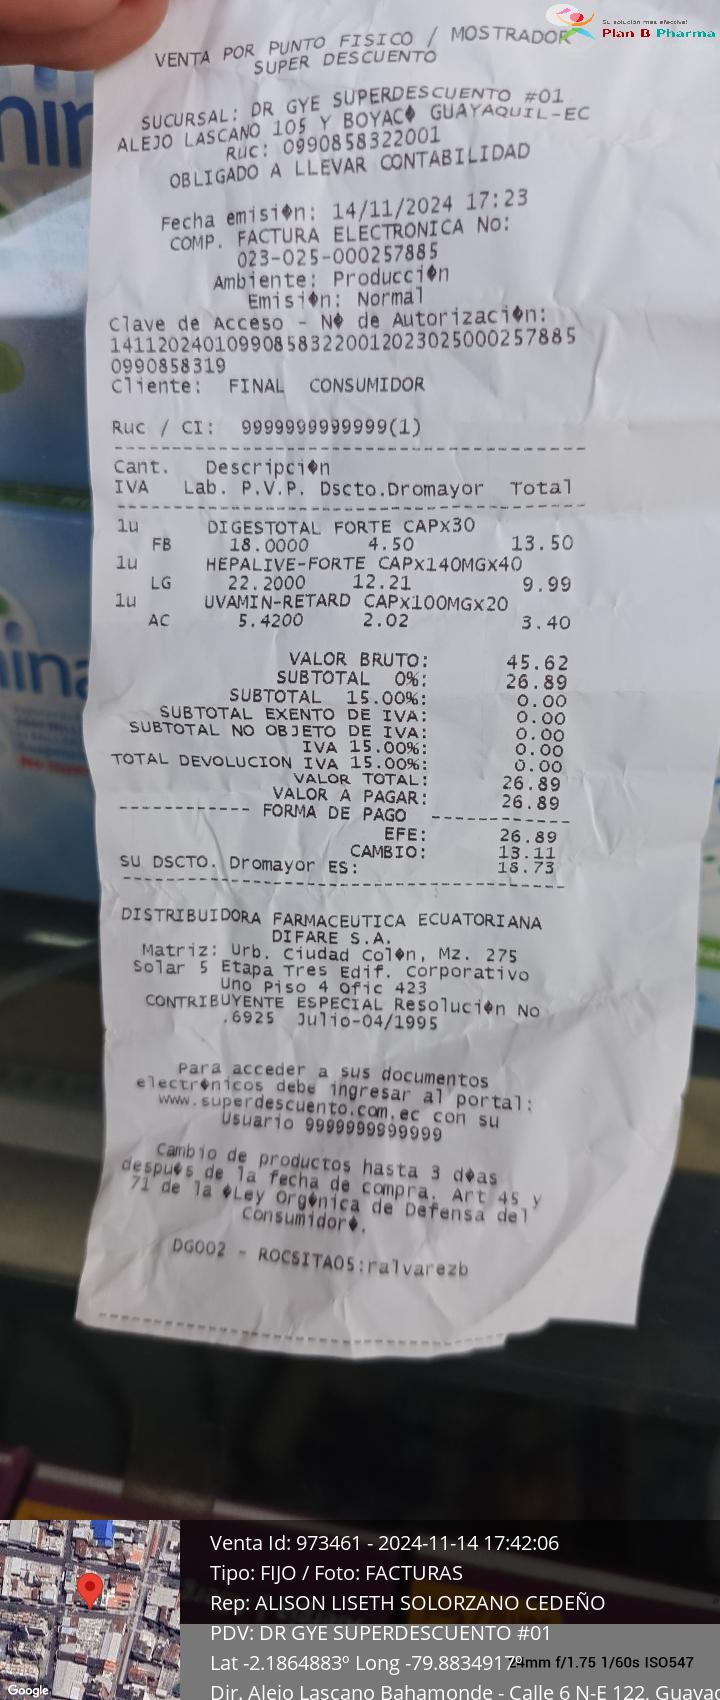 Su solución más efectiva!
Plan B Pharma
VENTA POR PUNTO FISICO / MOSTRADOR
SUPER DESCUENTO
SUCURSAL: DR GYE SUPERDESCUENTO #01
ALEJO LASCANO 105 Y BOYAC� GUAYAQUIL-EC
Ruc: 0990858322001
OBLIGADO A LLEVAR CONTABILIDAD
Fecha emisi�n: 14/11/2024 17:23
COMP. FACTURA ELECTRONICA No:
023-025-000257885
Ambiente: Producci�n
Emisi�n: Normal
Clave de Acceso - N� de Autorizaci�n:
141120240109908583220012023025000257885
0990858319
Cliente: FINAL CONSUMIDOR
Ruc / CI: 9999999999999(1)
Cant. Descripci�n
IVA Lab. P.V.P. Dscto.Dromayor Total
1u DIGESTOTAL FORTE CAPx30
FB 18.0000 4.50 13.50
1u HEPALIVE-FORTE CAPx140MGx40
LG 22.2000 12.21 9.99
1u UVAMIN-RETARD CAPx100MGx20
AC 5.4200 2.02 3.40
VALOR BRUTO: 45.62
SUBTOTAL 0%: 26.89
SUBTOTAL 15.00%: 0.00
SUBTOTAL EXENTO DE IVA: 0.00
SUBTOTAL NO OBJETO DE IVA: 0.00
IVA 15.00%: 0.00
TOTAL DEVOLUCION IVA 15.00%: 0.00
VALOR TOTAL: 26.89
VALOR A PAGAR: 26.89
------------ FORMA DE PAGO -------------
EFE: 26.89
CAMBIO: 13.11
SU DSCTO. Dromayor ES: 18.73
DISTRIBUIDORA FARMACEUTICA ECUATORIANA
DIFARE S.A.
Matriz: Urb. Ciudad Col�n, Mz. 275
Solar 5 Etapa Tres Edif. Corporativo
Uno Piso 4 Ofic 423
CONTRIBUYENTE ESPECIAL Resoluci�n No
.6925 Julio-04/1995
Para acceder a sus documentos
electr�nicos debe ingresar al portal:
www.superdescuento.com.ec con su
Usuario 9999999999999
Cambio de productos hasta 3 d�as
despu�s de la fecha de compra. Art 45 y
71 de la �Ley Org�nica de Defensa del
Consumidor�.
DG002 - ROCSITA05:ralvarezb
Venta Id: 973461 - 2024-11-14 17:42:06
Tipo: FIJO / Foto: FACTURAS
Rep: ALISON LISETH SOLORZANO CEDEÑO
PDV: DR GYE SUPERDESCUENTO #01
Lat -2.1864883º Long -79.8834917º
24mm f/1.75 1/60s ISO547
Dir. Alejo Lascano Bahamonde - Calle 6 N-E 122, Guayaq
Google